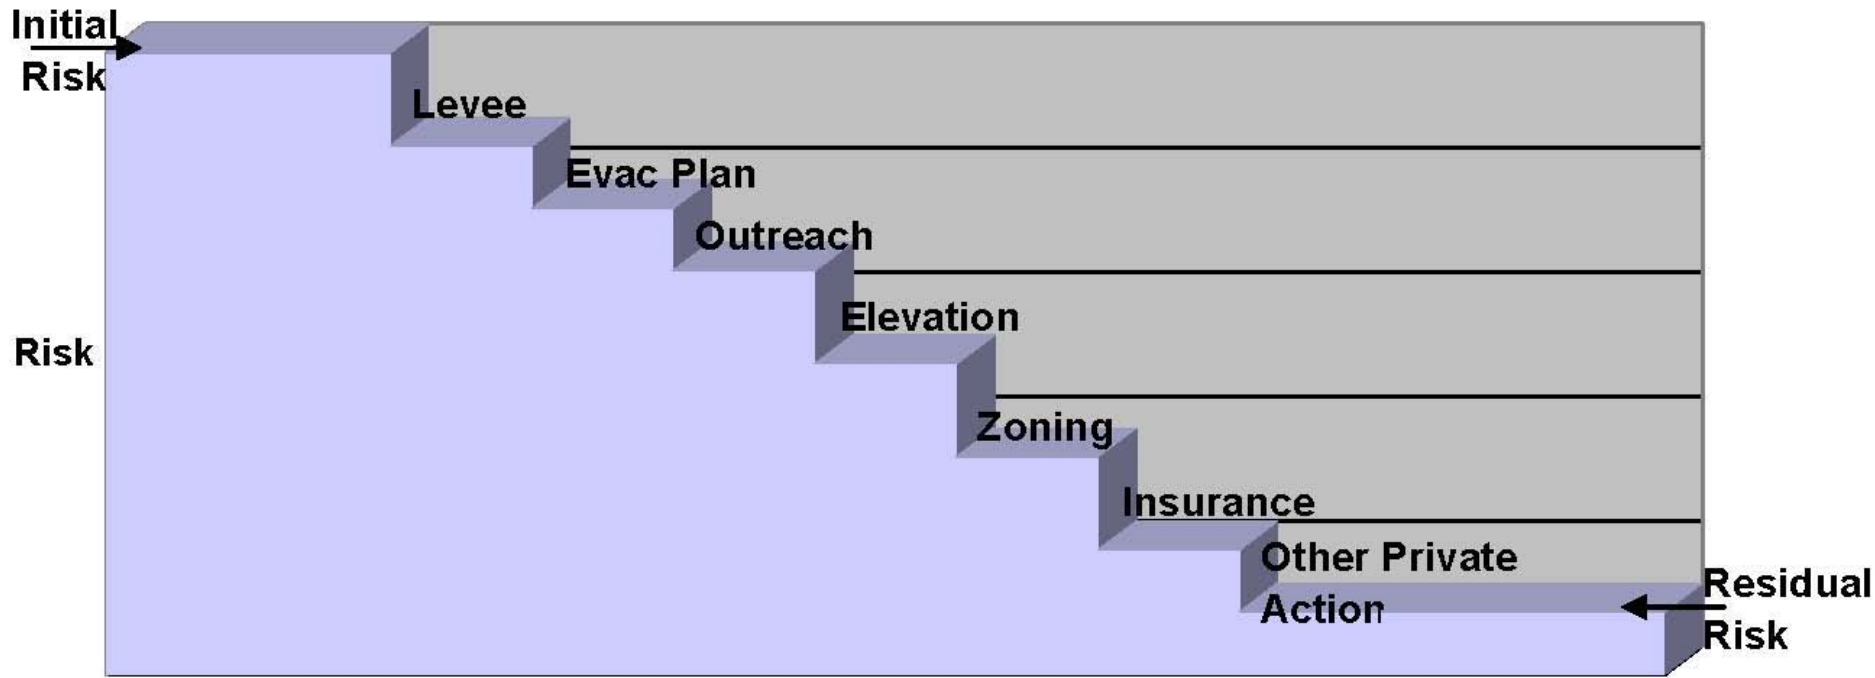 Initial
Risk
Levee
Evac Plan
Outreach
Elevation
Risk
Zoning
Insurance
Other Private
Action
Residual
Risk